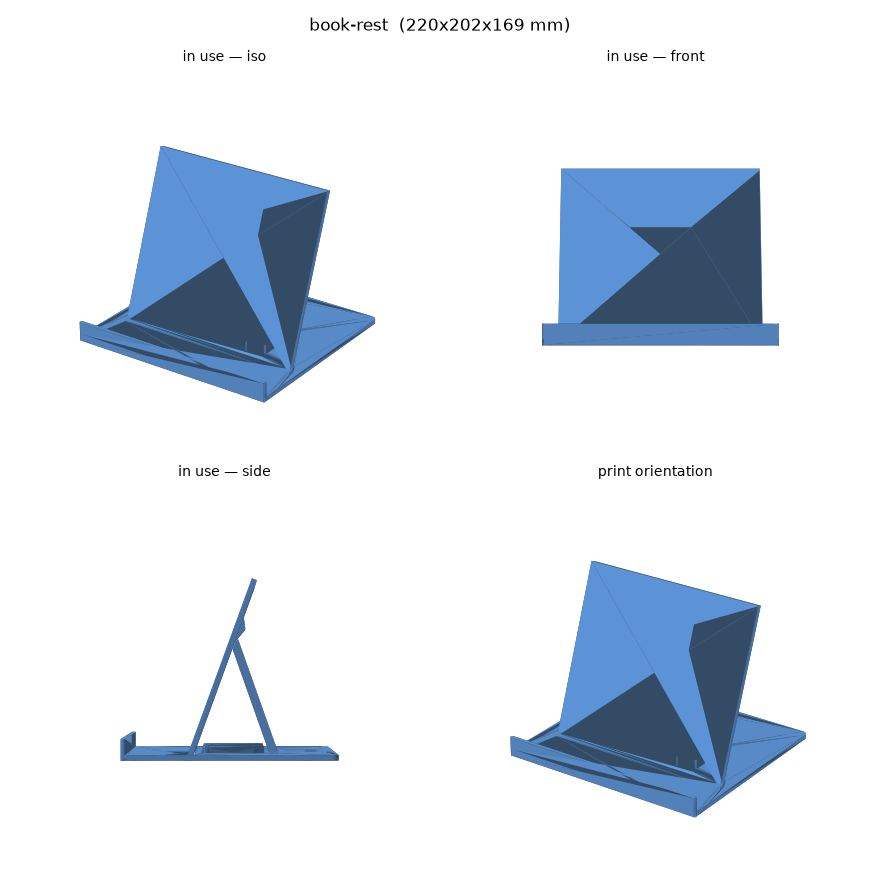 book-rest  (220x202x169 mm)
in use — iso
in use — front
in use — side
print orientation